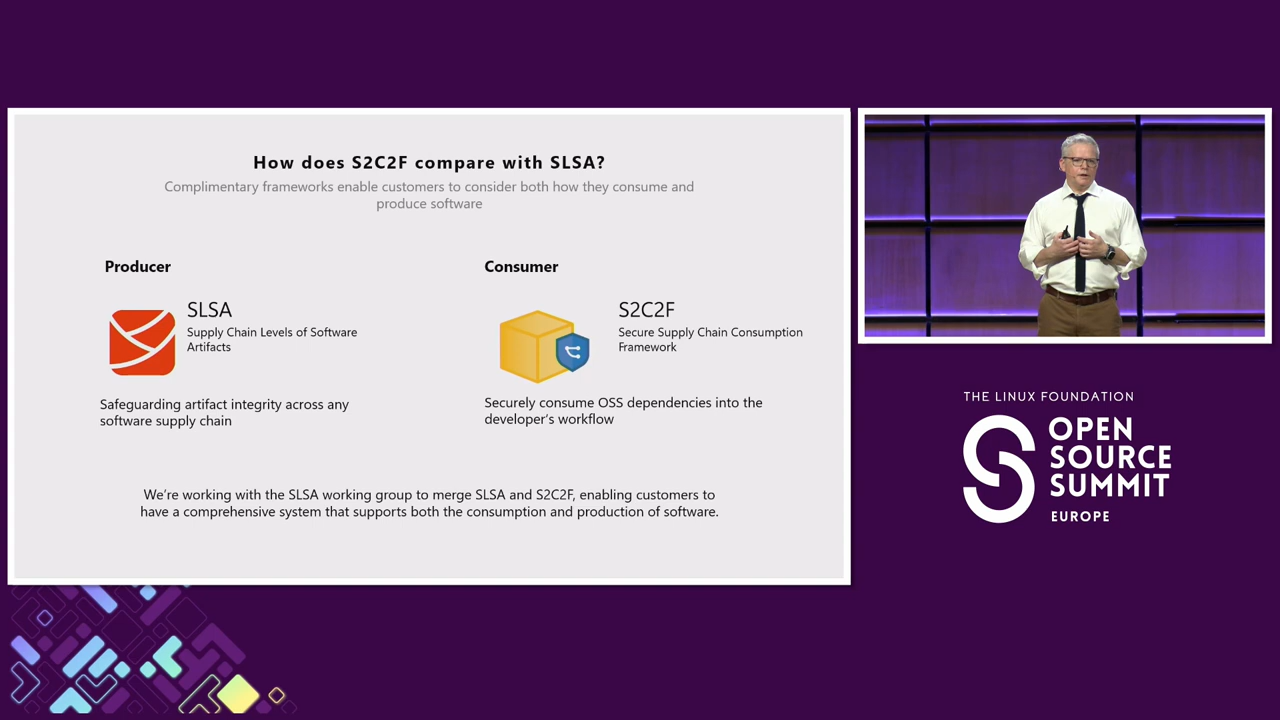 How does S2C2F compare with SLSA?
Complimentary frameworks enable customers to consider both how they consume and
produce software
Producer
SLSA
Supply Chain Levels of Software
Artifacts
Safeguarding artifact integrity across any
software supply chain
Consumer
S2C2F
Secure Supply Chain Consumption
Framework
Securely consume OSS dependencies into the
developer's workflow
We're working with the SLSA working group to merge SLSA and S2C2F, enabling customers to
have a comprehensive system that supports both the consumption and production of software.
THE LINUX FOUNDATION
OPEN
SOURCE
SUMMIT
EUROPE